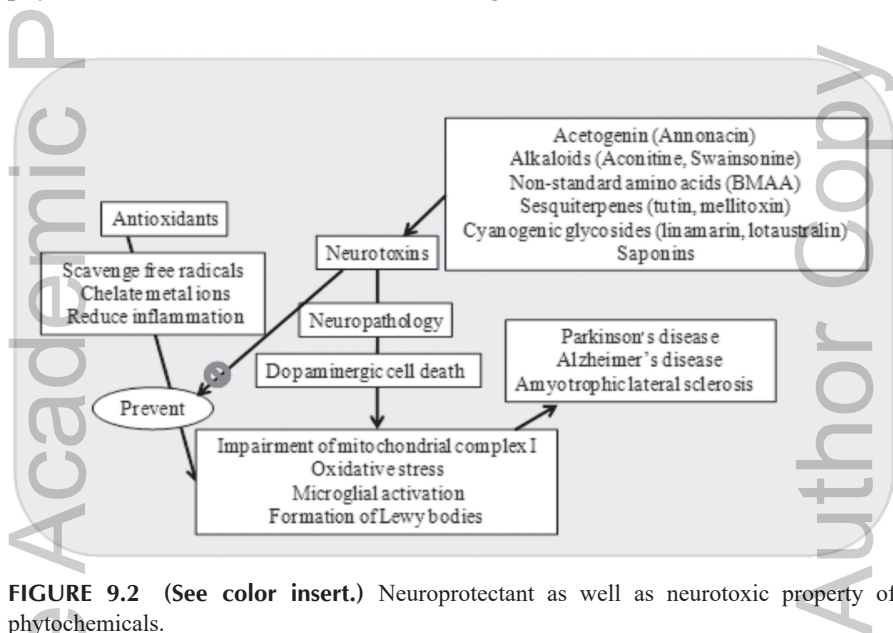 Acetogenin (Annonacin)
Alkaloids (Aconitine, Swainsonine)
Non-standard amino acids (BMAA)
Sesquiterpenes (tutin, mellitoxin)
Cyanogenic glycosides (linamarin, lotaustralin)
Saponins
Antioxidants
Neurotoxins
Scavenge free radicals
Chelate metal ions
Reduce inflammation
Neuropathology
Dopaminergic cell death
Parkinson's disease
Alzheimer's disease
Amyotrophic lateral sclerosis
Prevent
Impairment of mitochondrial complex I
Oxidative stress
Microglial activation
Formation of Lewy bodies
FIGURE 9.2 (See color insert.) Neuroprotectant as well as neurotoxic property of
phytochemicals.
Academic P
Author Copy